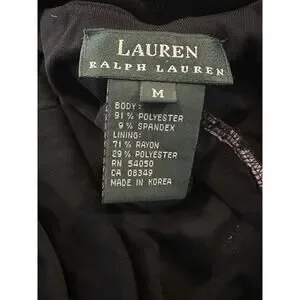 LAUREN
RALPH LAUREN
M
BODY:
91% POLYESTER
9% SPANDEX
LINING:
71% RAYON
29% POLYESTER
RN 54050
CA 08349
MADE IN KOREA